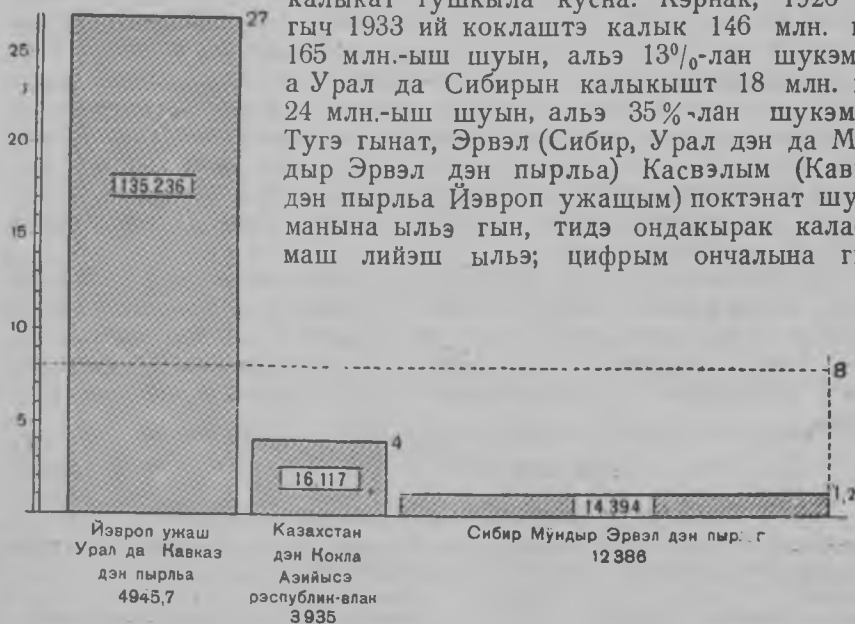 калыкат тушкыла кусна. Кэрнак, 1926
гыч 1933 ий коклаштэ калык 146 млн.
165 млн.-ыш шуын, альэ 13%-лан шукэм
а Урал да Сибирын калыкышт 18 млн.
24 млн.-ыш шуын, альэ 35%-лан шукэм
Тугэ гынат, Эрвэл (Сибир, Урал дэн да М
дыр Эрвэл дэн пырльа) Касвэлым (Кав
дэн пырльа Йэвроп ужащым) поктэнат шу
манына ыльэ гын, тидэ ондакырак кала
маш лийэш ыльэ; цифрым ончалына г
25
20
15
10
5
27
135.236
4
16.117
8
1,2
14.394
Йэвроп ужаш
Урал да Кавказ
дэн пырльа
4945,7
Казахстан
дэн Кокла
Азийысэ
рэспублик-влак
3 935
Сибир Мӱндыр Эрвэл дэн
12 386